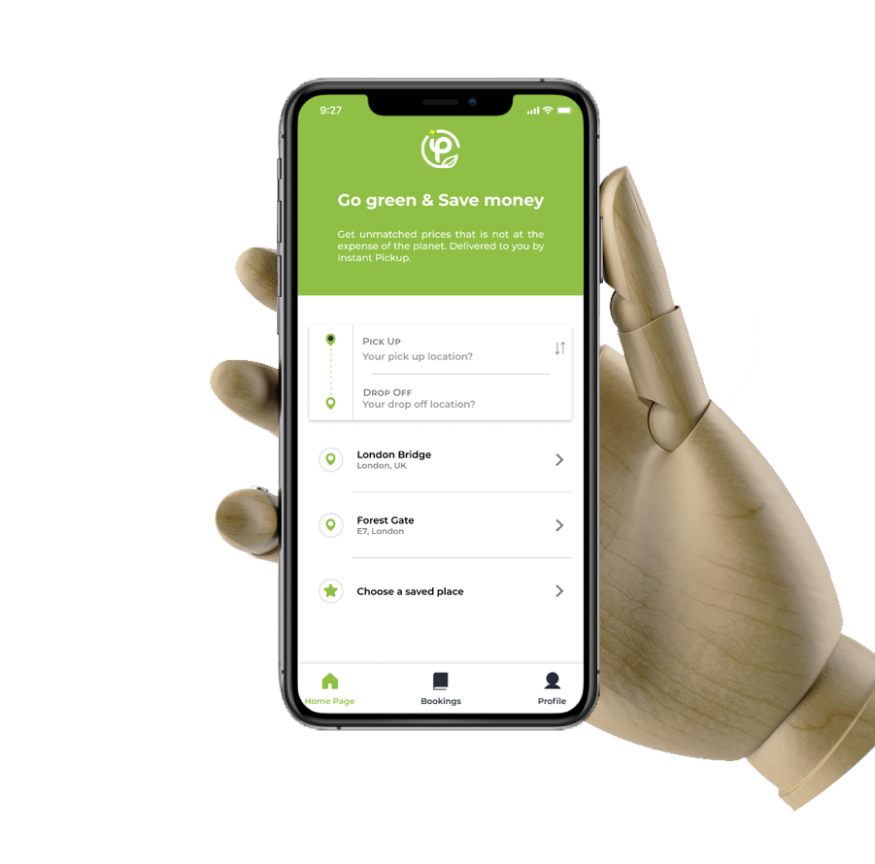 9:27
Go green & Save money
Get unmatched prices that is not at the
expense of the planet. Delivered to you by
Instant Pickup.
Pick Up
Your pick up location?
Drop Off
Your drop off location?
London Bridge
London, UK
Forest Gate
E7, London
Choose a saved place
Home Page
Bookings
Profile